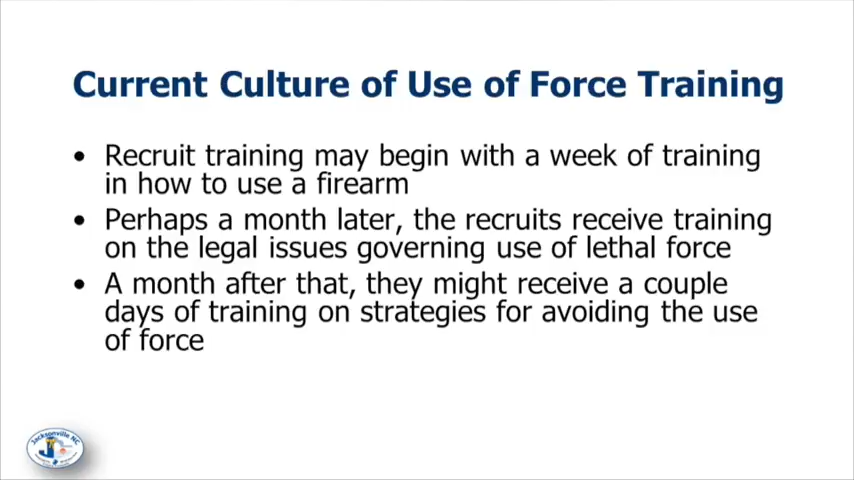 Current Culture of Use of Force Training
• Recruit training may begin with a week of training
in how to use a firearm
• Perhaps a month later, the recruits receive training
on the legal issues governing use of lethal force
• A month after that, they might receive a couple
days of training on strategies for avoiding the use
of force
Jacksonville NC